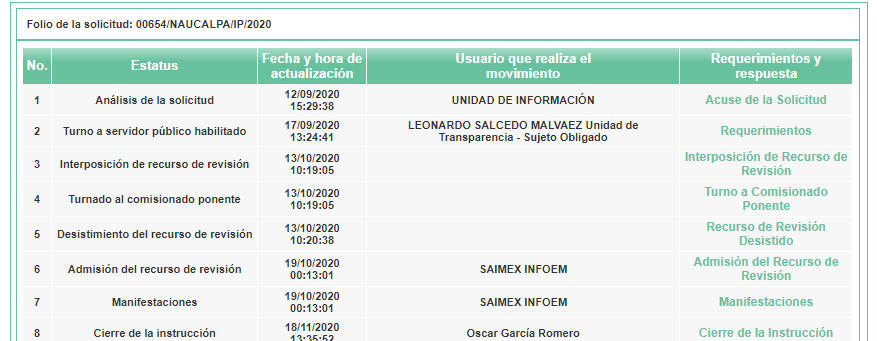 Folio de la solicitud: 00654/NAUCALPA/IP/2020
No. Estatus Fecha y hora de actualización Usuario que realiza el movimiento Requerimientos y respuesta
1 Análisis de la solicitud 12/09/2020 15:29:38 UNIDAD DE INFORMACIÓN Acuse de la Solicitud
2 Turno a servidor público habilitado 17/09/2020 13:24:41 LEONARDO SALCEDO MALVAEZ Unidad de Transparencia - Sujeto Obligado Requerimientos
3 Interposición de recurso de revisión 13/10/2020 10:19:05 Interposición de Recurso de Revisión
4 Turnado al comisionado ponente 13/10/2020 10:19:05 Turno a Comisionado Ponente
5 Desistimiento del recurso de revisión 13/10/2020 10:20:38 Recurso de Revisión Desistido
6 Admisión del recurso de revisión 19/10/2020 00:13:01 SAIMEX INFOEM Admisión del Recurso de Revisión
7 Manifestaciones 19/10/2020 00:13:01 SAIMEX INFOEM Manifestaciones
8 Cierre de la instrucción 18/11/2020 13:35:52 Oscar García Romero Cierre de la Instrucción